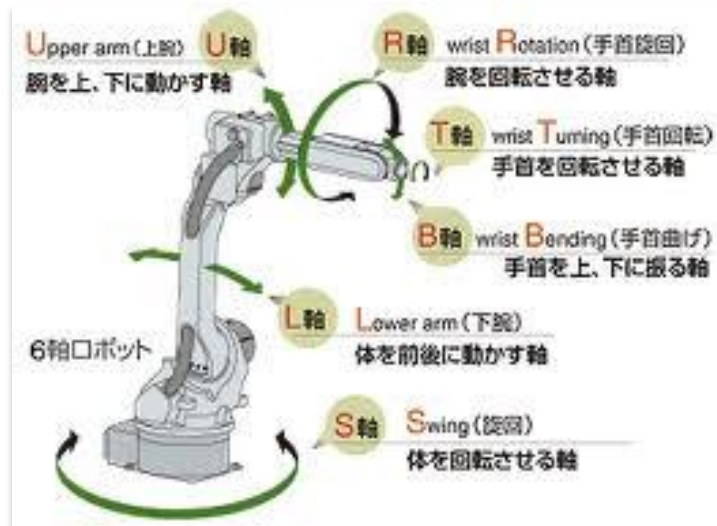 Upper arm(上腕) U軸
腕を上、下に動かす軸
R軸 wrist Rotation(手首旋回)
腕を回転させる軸
T軸 wrist Turning(手首回転)
手首を回転させる軸
B軸 wrist Bending(手首曲げ)
手首を上、下に振る軸
L軸 Lower arm(下腕)
体を前後に動かす軸
6軸ロボット
S軸 Swing(旋回)
体を回転させる軸